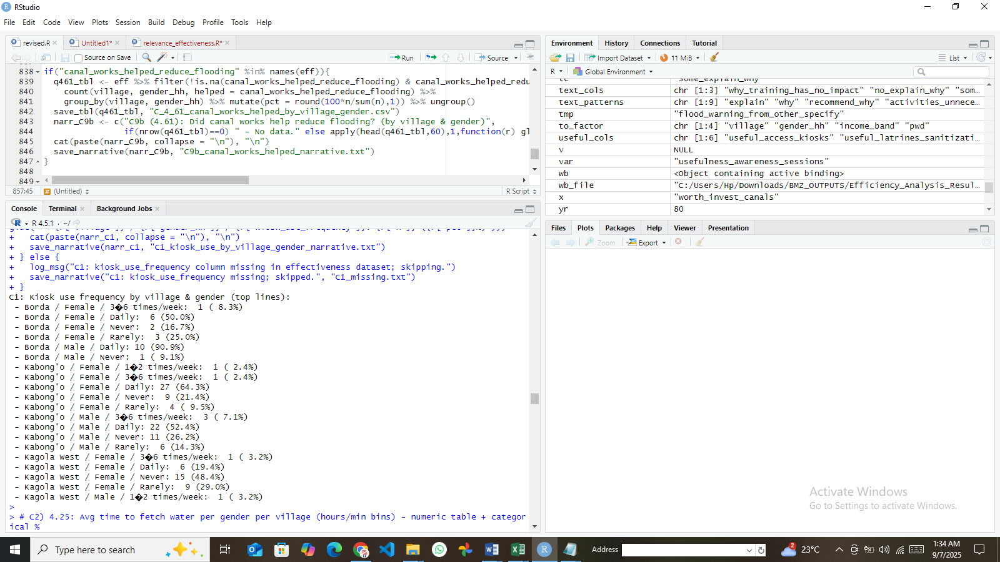 RStudio
File Edit Code View Plots Session Build Debug Profile Tools Help
revised.R Untitled1* relevance_effectiveness.R*
Source on Save Run Source
838 if("canal_works_helped_reduce_flooding" %in% names(eff)){
839 q461_tbl <- eff %>% filter(!is.na(canal_works_helped_reduce_flooding) & canal_works_helped_redu
840 count(village, gender_hh, helped = canal_works_helped_reduce_flooding) %>%
841 group_by(village, gender_hh) %>% mutate(pct = round(100*n/sum(n),1)) %>% ungroup()
842 save_tbl(q461_tbl, "C_4_61_canal_works_helped_by_village_gender.csv")
843 narr_C9b <- c("C9b (4.61): Did canal works help reduce flooding? (by village & gender)",
844 if(nrow(q461_tbl)==0) " - No data." else apply(head(q461_tbl,60),1,function(r) gl
845 cat(paste(narr_C9b, collapse = "\n"), "\n")
846 save_narrative(narr_C9b, "C9b_canal_works_helped_narrative.txt")
847 }
848
849
857:45 (Untitled) R Script
Console Terminal Background Jobs
R 4.5.1 · ~/
+ cat(paste(narr_C1, collapse = "\n"), "\n")
+ save_narrative(narr_C1, "C1_kiosk_use_by_village_gender_narrative.txt")
+ } else {
+ log_msg("C1: kiosk_use_frequency column missing in effectiveness dataset; skipping.")
+ save_narrative("C1: kiosk_use_frequency missing; skipped.", "C1_missing.txt")
+ }
C1: Kiosk use frequency by village & gender (top lines):
- Borda / Female / 3�6 times/week: 1 ( 8.3%)
- Borda / Female / Daily: 6 (50.0%)
- Borda / Female / Never: 2 (16.7%)
- Borda / Female / Rarely: 3 (25.0%)
- Borda / Male / Daily: 10 (90.9%)
- Borda / Male / Never: 1 ( 9.1%)
- Kabong'o / Female / 1�2 times/week: 1 ( 2.4%)
- Kabong'o / Female / 3�6 times/week: 1 ( 2.4%)
- Kabong'o / Female / Daily: 27 (64.3%)
- Kabong'o / Female / Never: 9 (21.4%)
- Kabong'o / Female / Rarely: 4 ( 9.5%)
- Kabong'o / Male / 3�6 times/week: 3 ( 7.1%)
- Kabong'o / Male / Daily: 22 (52.4%)
- Kabong'o / Male / Never: 11 (26.2%)
- Kabong'o / Male / Rarely: 6 (14.3%)
- Kagola West / Female / 3�6 times/week: 1 ( 3.2%)
- Kagola West / Female / Daily: 6 (19.4%)
- Kagola West / Female / Never: 15 (48.4%)
- Kagola West / Female / Rarely: 9 (29.0%)
- Kagola West / Male / 1�2 times/week: 1 ( 3.2%)
>
> # C2) 4.25: Avg time to fetch water per gender per village (hours/min bins) - numeric table + categor
ical %
Environment History Connections Tutorial
Import Dataset 11 MiB List
R Global Environment
tc "some_explain_why"
text_cols chr [1:3] "why_training_has_no_impact" "no_explain_why" "som…
text_patterns chr [1:9] "explain" "why" "recommend_why" "activities_unnece…
tmp "flood_warning_from_other_specify"
to_factor chr [1:4] "village" "gender_hh" "income_band" "pwd"
useful_cols chr [1:6] "useful_access_kiosks" "useful_latrines_sanitizati…
v NULL
var "usefulness_awareness_sessions"
wb <Object containing active binding>
wb_file "C:/Users/Hp/Downloads/BMZ_OUTPUTS/Efficiency_Analysis_Resul…
x "worth_invest_canals"
yr 80
Files Plots Packages Help Viewer Presentation
Zoom Export
Activate Windows
Go to Settings to activate Windows.
Type here to search
Address
2
23°C
1:34 AM
9/7/2025